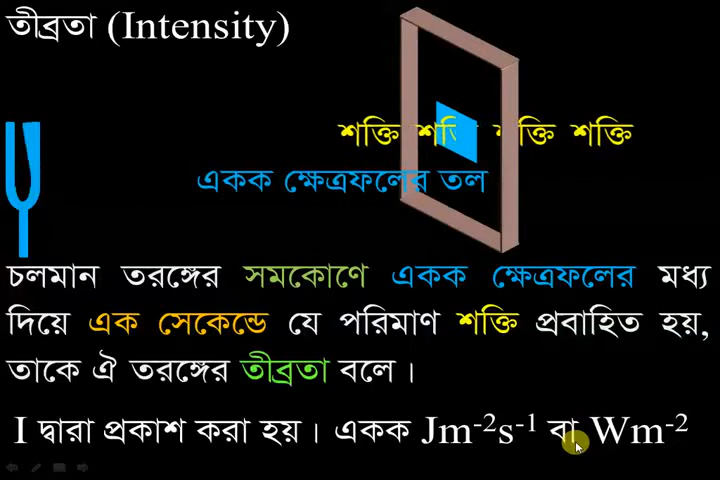 তীব্রতা (Intensity)
শক্তি শক্তি শক্তি শক্তি
একক ক্ষেত্রফলের তল
চলমান তরঙ্গের সমকোণে একক ক্ষেত্রফলের মধ্য
দিয়ে এক সেকেন্ডে যে পরিমাণ শক্তি প্রবাহিত হয়,
তাকে ঐ তরঙ্গের তীব্রতা বলে।
I দ্বারা প্রকাশ করা হয়। একক Jm⁻²s⁻¹ বা Wm⁻²